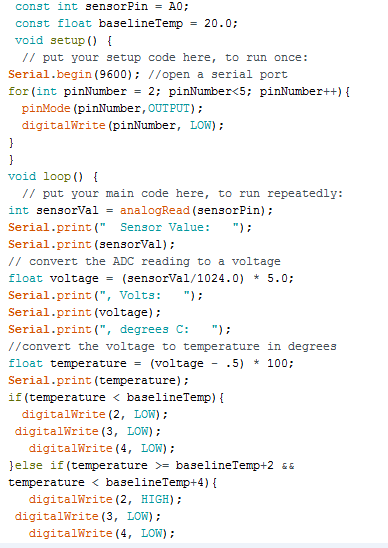 const int sensorPin = A0;
const float baselineTemp = 20.0;
void setup() {
// put your setup code here, to run once:
Serial.begin(9600); //open a serial port
for(int pinNumber = 2; pinNumber<5; pinNumber++){
pinMode(pinNumber,OUTPUT);
digitalWrite(pinNumber, LOW);
}
}
void loop() {
// put your main code here, to run repeatedly:
int sensorVal = analogRead(sensorPin);
Serial.print("  Sensor Value:   ");
Serial.print(sensorVal);
// convert the ADC reading to a voltage
float voltage = (sensorVal/1024.0) * 5.0;
Serial.print(", Volts:   ");
Serial.print(voltage);
Serial.print(", degrees C:   ");
//convert the voltage to temperature in degrees
float temperature = (voltage - .5) * 100;
Serial.print(temperature);
if(temperature < baselineTemp){
digitalWrite(2, LOW);
digitalWrite(3, LOW);
digitalWrite(4, LOW);
}else if(temperature >= baselineTemp+2 &&
temperature < baselineTemp+4){
digitalWrite(2, HIGH);
digitalWrite(3, LOW);
digitalWrite(4, LOW);